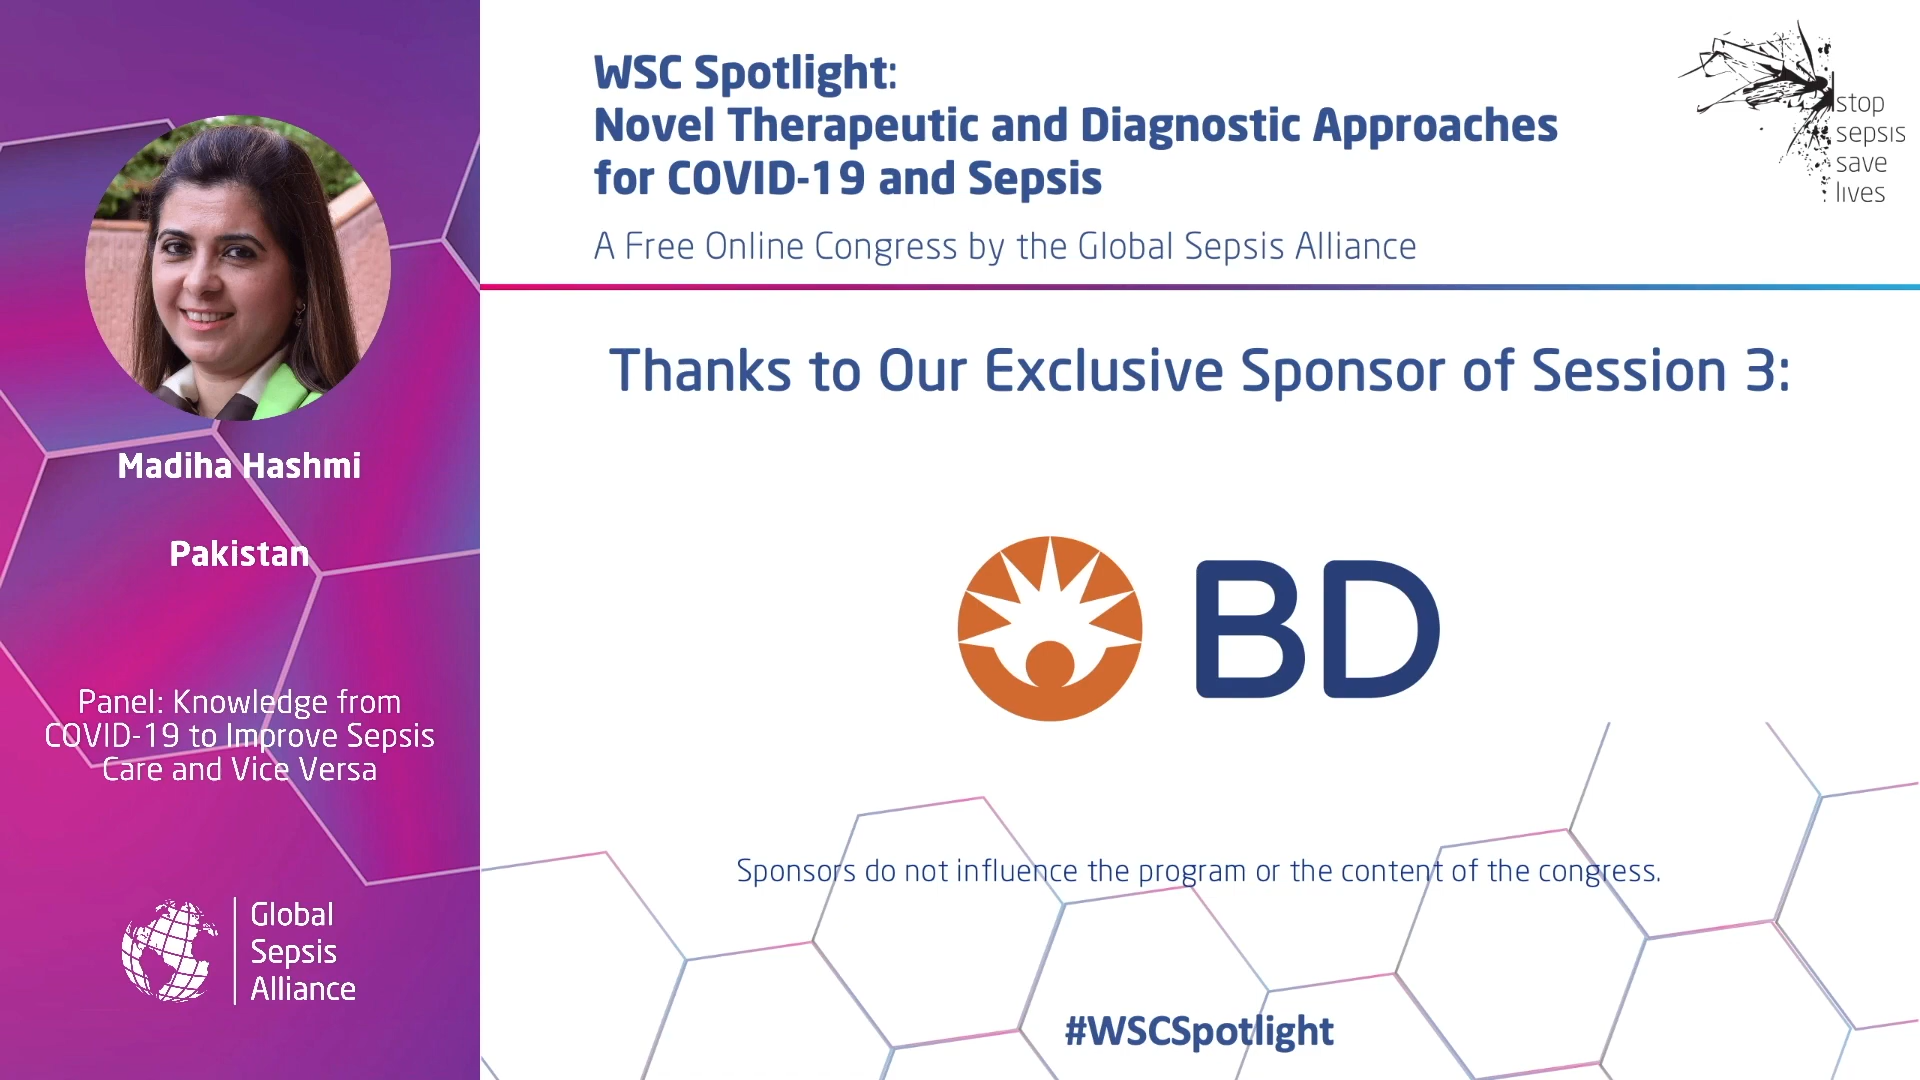 Madiha Hashmi
Pakistan
Panel: Knowledge from
COVID-19 to Improve Sepsis
Care and Vice Versa
Global
Sepsis
Alliance
WSC Spotlight:
Novel Therapeutic and Diagnostic Approaches
for COVID-19 and Sepsis
A Free Online Congress by the Global Sepsis Alliance
stop
sepsis
save
lives
Thanks to Our Exclusive Sponsor of Session 3:
BD
Sponsors do not influence the program or the content of the congress.
#WSCSpotlight